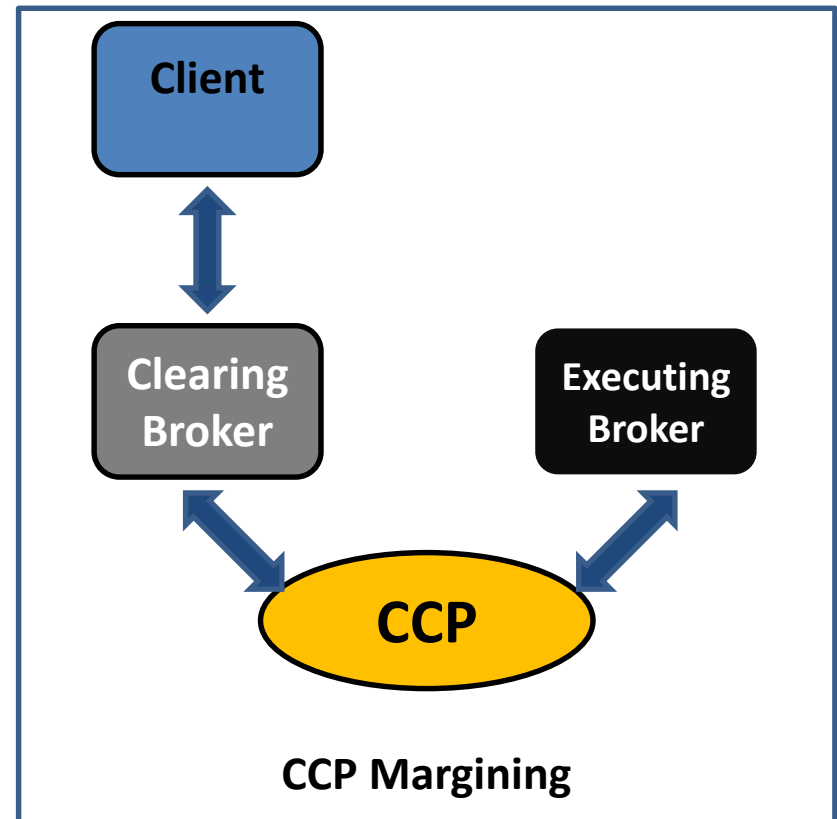 Client
Clearing
Broker
Executing
Broker
CCP
CCP Margining